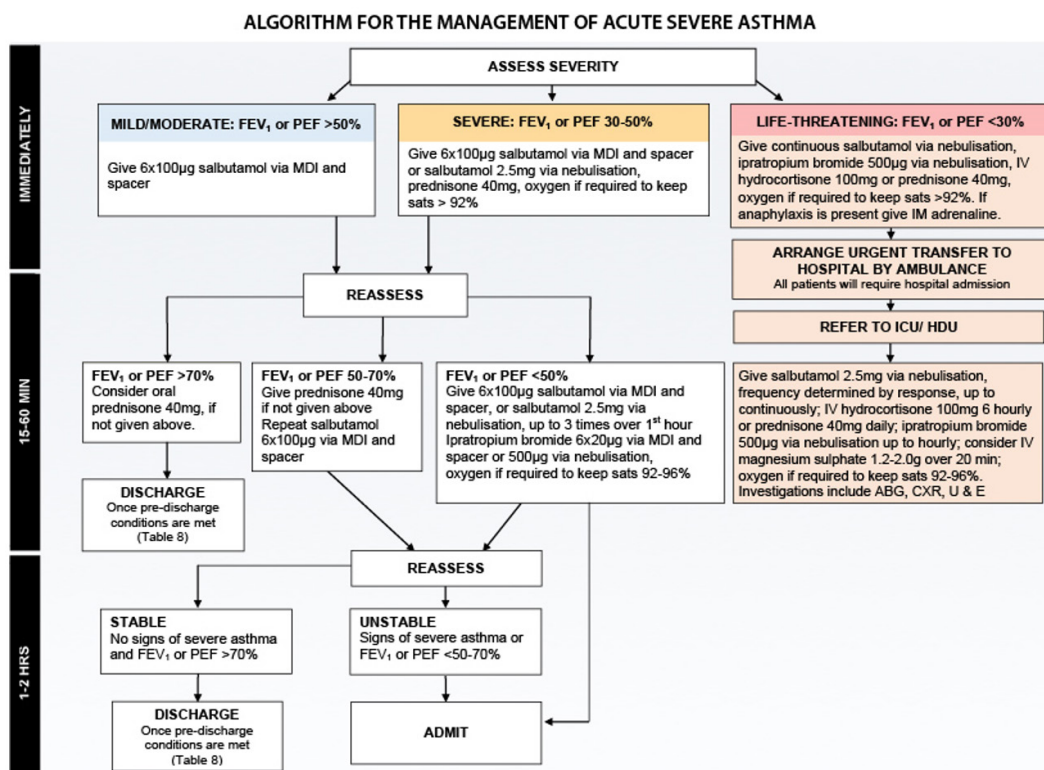 ALGORITHM FOR THE MANAGEMENT OF ACUTE SEVERE ASTHMA
IMMEDIATELY
ASSESS SEVERITY
MILD/MODERATE: FEV₁ or PEF >50%
Give 6x100µg salbutamol via MDI and
spacer
SEVERE: FEV₁ or PEF 30-50%
Give 6x100µg salbutamol via MDI and spacer
or salbutamol 2.5mg via nebulisation,
prednisone 40mg, oxygen if required to keep
sats > 92%
LIFE-THREATENING: FEV₁ or PEF <30%
Give continuous salbutamol via nebulisation,
ipratropium bromide 500µg via nebulisation, IV
hydrocortisone 100mg or prednisone 40mg,
oxygen if required to keep sats >92%. If
anaphylaxis is present give IM adrenaline.
ARRANGE URGENT TRANSFER TO
HOSPITAL BY AMBULANCE
All patients will require hospital admission
15-60 MIN
REASSESS
REFER TO ICU/ HDU
FEV₁ or PEF >70%
Consider oral
prednisone 40mg, if
not given above.
FEV₁ or PEF 50-70%
Give prednisone 40mg
if not given above
Repeat salbutamol
6x100µg via MDI and
spacer
FEV₁ or PEF <50%
Give 6x100µg salbutamol via MDI and
spacer, or salbutamol 2.5mg via
nebulisation, up to 3 times over 1st hour
Ipratropium bromide 6x20µg via MDI and
spacer or 500µg via nebulisation,
oxygen if required to keep sats 92-96%
Give salbutamol 2.5mg via nebulisation,
frequency determined by response, up to
continuously; IV hydrocortisone 100mg 6 hourly
or prednisone 40mg daily; ipratropium bromide
500µg via nebulisation up to hourly; consider IV
magnesium sulphate 1.2-2.0g over 20 min;
oxygen if required to keep sats 92-96%.
Investigations include ABG, CXR, U & E
DISCHARGE
Once pre-discharge
conditions are met
(Table 8)
1-2 HRS
REASSESS
STABLE
No signs of severe asthma
and FEV₁ or PEF >70%
UNSTABLE
Signs of severe asthma or
FEV₁ or PEF <50-70%
DISCHARGE
Once pre-discharge
conditions are met
(Table 8)
ADMIT